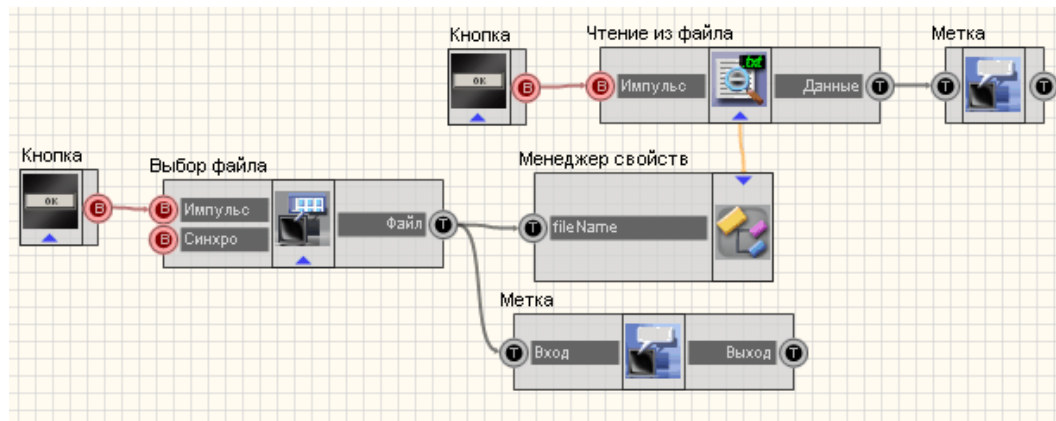 Кнопка
Чтение из файла
Метка
OK
B
B
Импульс
.txt
Данные
T
T
T
Кнопка
Выбор файла
Менеджер свойств
OK
B
B
Импульс
B
Синхро
Файл
T
T
fileName
Метка
T
Вход
Выход
T